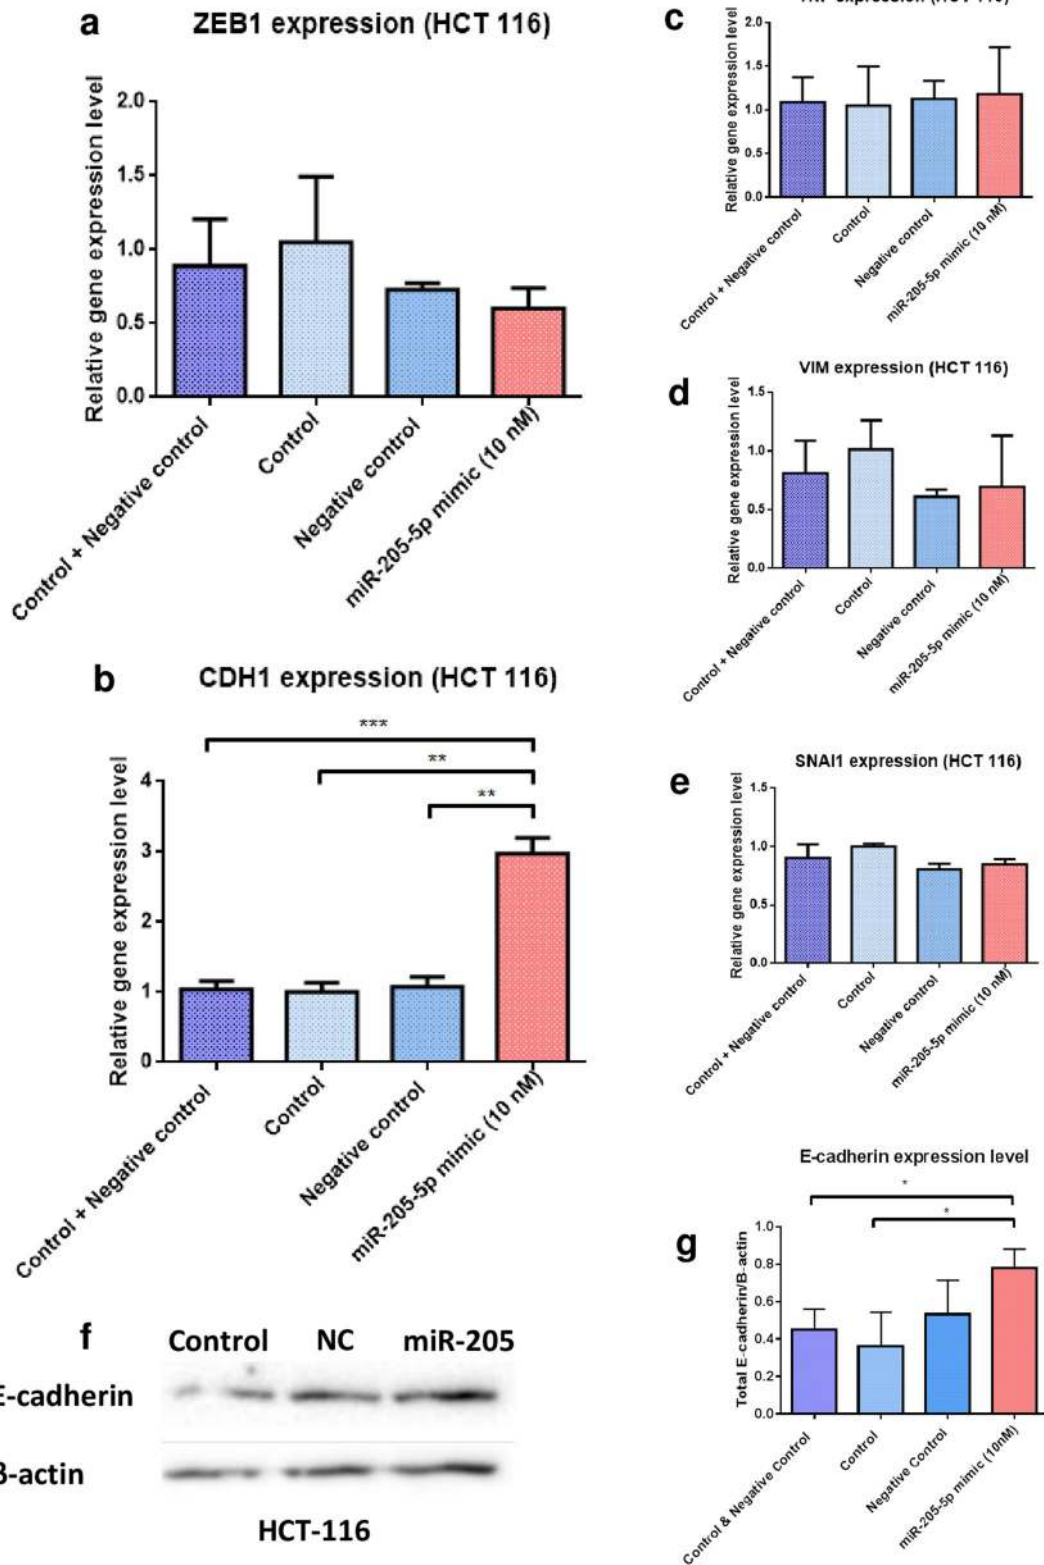 a
ZEB1 expression (HCT 116)
Relative gene expression level
2.0
1.5
1.0
0.5
0.0
Control + Negative control
Control
Negative control
miR-205-5p mimic (10 nM)
b
CDH1 expression (HCT 116)
***
**
**
Relative gene expression level
4
3
2
1
0
Control + Negative control
Control
Negative control
miR-205-5p mimic (10 nM)
f
Control NC miR-205
E-cadherin
B-actin
HCT-116
c
Relative gene expression level
2.0
1.5
1.0
0.5
0.0
Control + Negative control
Control
Negative control
miR-205-5p mimic (10 nM)
d
VIM expression (HCT 116)
Relative gene expression level
1.5
1.0
0.5
0.0
Control + Negative control
Control
Negative control
miR-205-5p mimic (10 nM)
e
SNAI1 expression (HCT 116)
Relative gene expression level
1.5
1.0
0.5
0.0
Control + Negative control
Control
Negative control
miR-205-5p mimic (10 nM)
g
E-cadherin expression level
*
*
Total E-cadherin/B-actin
1.0
0.8
0.6
0.4
0.2
0.0
Control & Negative Control
Control
Negative Control
miR-205-5p mimic (10nM)